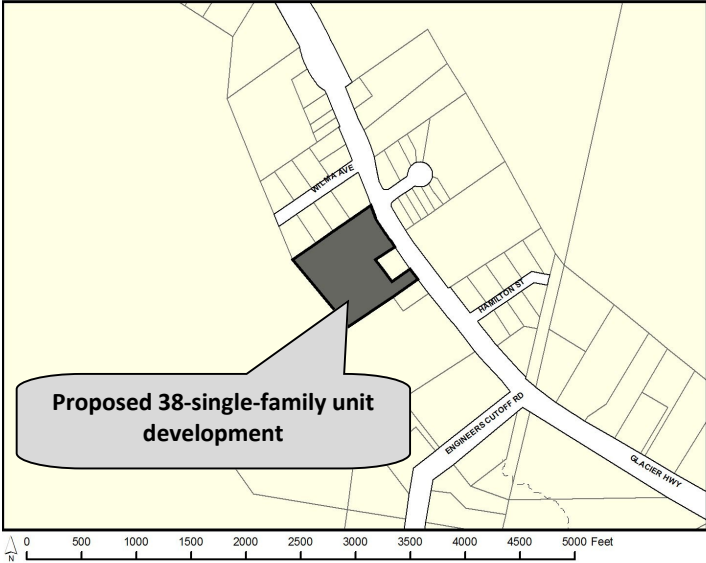 WILMA AVE
HAMILTON ST
Proposed 38-single-family unit
development
ENGINEERS CUTOFF RD
GLACIER HWY
0 500 1000 1500 2000 2500 3000 3500 4000 4500 5000 Feet
N